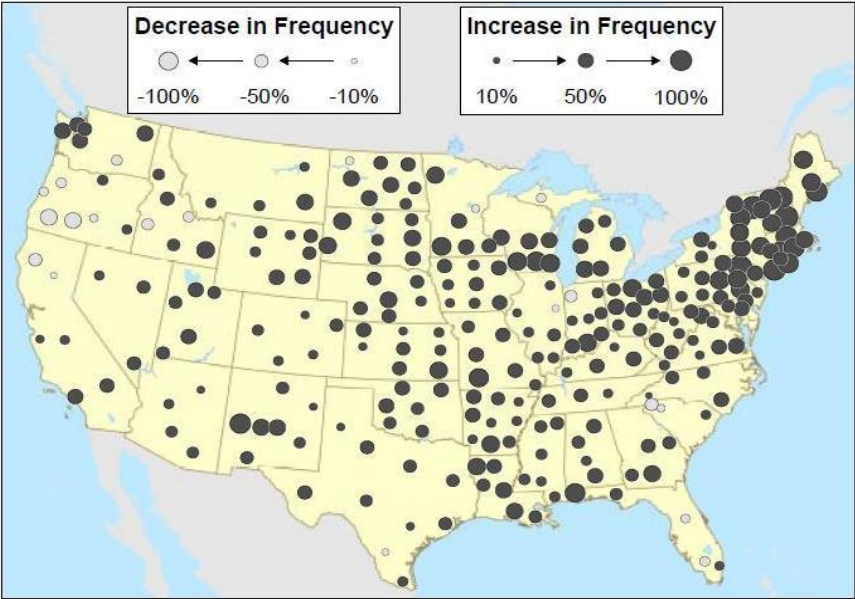 Decrease in Frequency
-100% -50% -10%
Increase in Frequency
10% 50% 100%